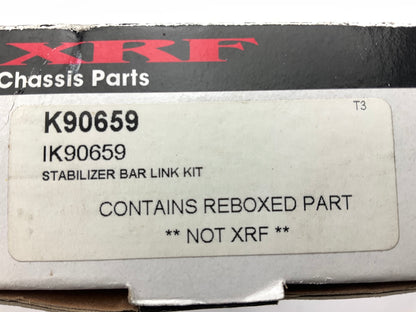 XRF
Chassis Parts
T3
K90659
IK90659
STABILIZER BAR LINK KIT
CONTAINS REBOXED PART
** NOT XRF **